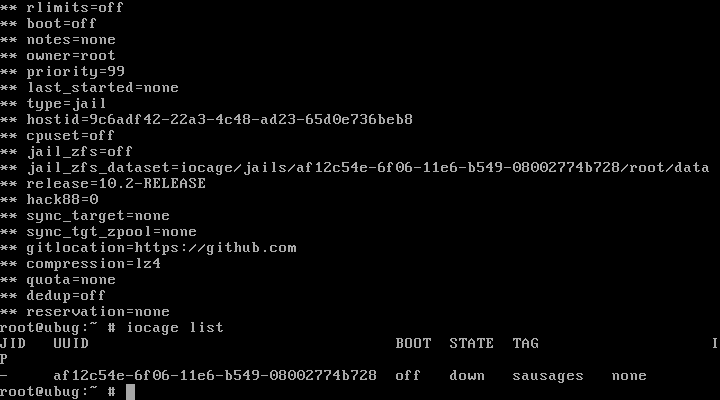 ** rlimits=off
** boot=off
** notes=none
** owner=root
** priority=99
** last_started=none
** type=jail
** hostid=9c6adf42-22a3-4c48-ad23-65d0e736beb8
** cpuset=off
** jail_zfs=off
** jail_zfs_dataset=iocage/jails/af12c54e-6f06-11e6-b549-08002774b728/root/data
** release=10.2-RELEASE
** hack88=0
** sync_target=none
** sync_tgt_zpool=none
** gitlocation=https://github.com
** compression=lz4
** quota=none
** dedup=off
** reservation=none
root@ubug:~ # iocage list
JID   UUID                                  BOOT  STATE  TAG                   I
P
-     af12c54e-6f06-11e6-b549-08002774b728  off   down   sausages   none
root@ubug:~ #